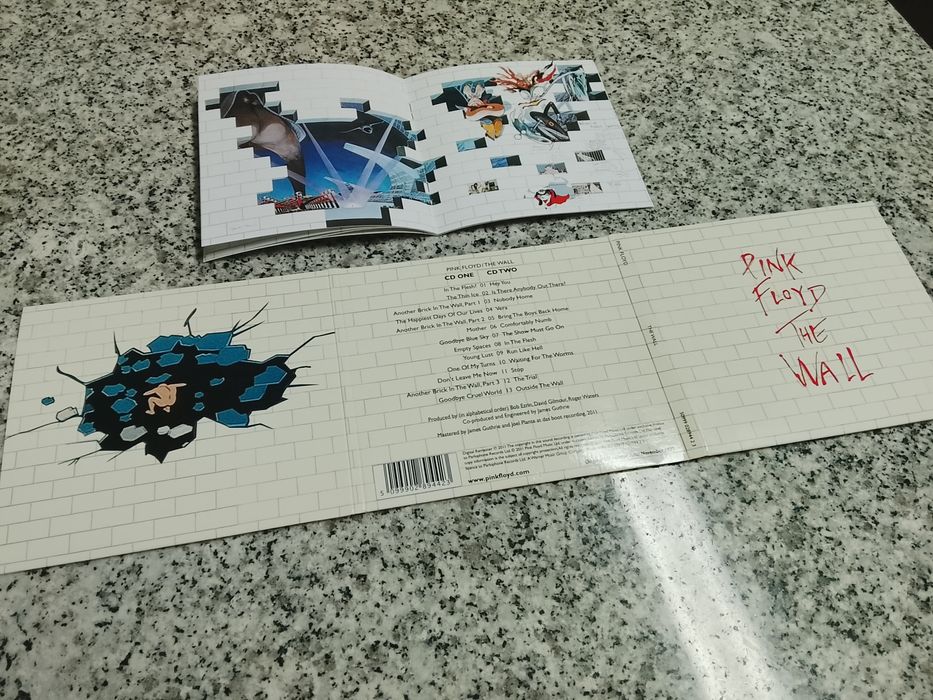 PINK FLOYD/THE WALL
CD ONE CD TWO
In The Flesh? 01 Hey You
The Thin Ice 02 Is There Anybody Out There?
Another Brick In The Wall, Part 1 03 Nobody Home
The Happiest Days Of Our Lives 04 Vera
Another Brick In The Wall, Part 2 05 Bring The Boys Back Home
Mother 06 Comfortably Numb
Goodbye Blue Sky 07 The Show Must Go On
Empty Spaces 08 In The Flesh
Young Lust 09 Run Like Hell
One Of My Turns 10 Waiting For The Worms
Don't Leave Me Now 11 Stop
Another Brick In The Wall, Part 3 12 The Trial
Goodbye Cruel World 13 Outside The Wall
Produced by (in alphabetical order) Bob Ezrin, David Gilmour, Roger Waters
Co-produced and Engineered by James Guthrie
Mastered by James Guthrie and Joel Plante at das boot recording, 2011
www.pinkfloyd.com
5 099902 894423
PINK FLOYD
THE WALL
PINK
FLOYD
THE
WALL